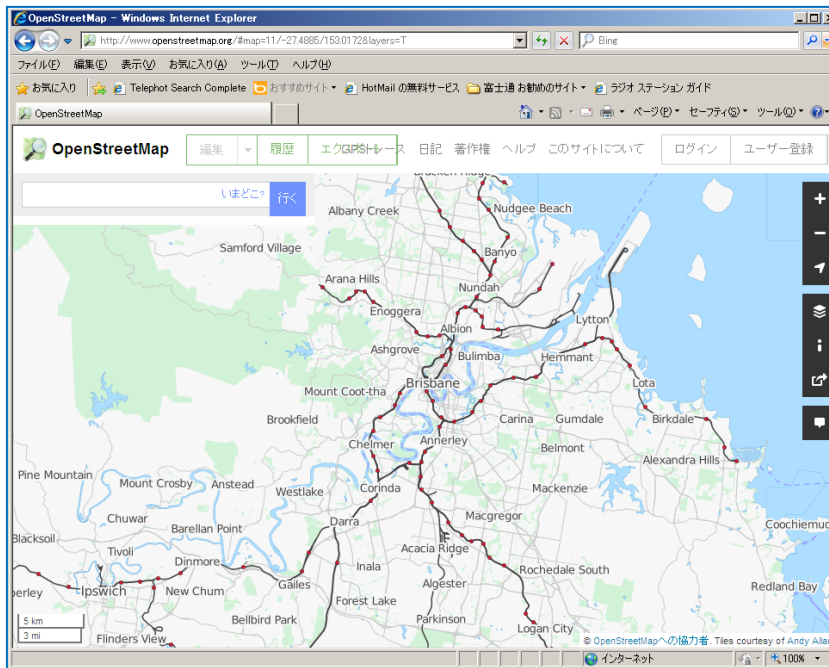 OpenStreetMap - Windows Internet Explorer
http://www.openstreetmap.org/#map=11/-27.4885/153.0172&layers=T
Bing
ファイル(F) 編集(E) 表示(V) お気に入り(A) ツール(T) ヘルプ(H)
お気に入り Telephot Search Complete おすすめサイト HotMail の無料サービス 富士通 お勧めのサイト ラジオ ステーション ガイド
OpenStreetMap
ページ(P) セーフティ(S) ツール(O)
OpenStreetMap 編集 履歴 エクスポート GPSトレース 日記 著作権 ヘルプ このサイトについて ログイン ユーザー登録
いまどこ? 行く
Bracken Ridge
Albany Creek
Nudgee Beach
Samford Village
Banyo
Arana Hills
Nundah
Enoggera
Albion
Lytton
Ashgrove
Bulimba
Hemmant
Brisbane
Lota
Mount Coot-tha
Brookfield
Carina
Gumdale
Birkdale
Chelmer
Annerley
Belmont
Alexandra Hills
Pine Mountain
Mount Crosby
Anstead
Westlake
Corinda
Mackenzie
Chuwar
Barellan Point
Darra
Macgregor
Coochiemud
Blacksoil
Tivoli
Acacia Ridge
Dinmore
Inala
Rochedale South
perley
Ipswich
New Chum
Gailes
Algester
Redland Bay
Forest Lake
5 km
3 mi
Bellbird Park
Parkinson
Logan City
Flinders View
© OpenStreetMapへの協力者. Tiles courtesy of Andy Allan
インターネット
100%